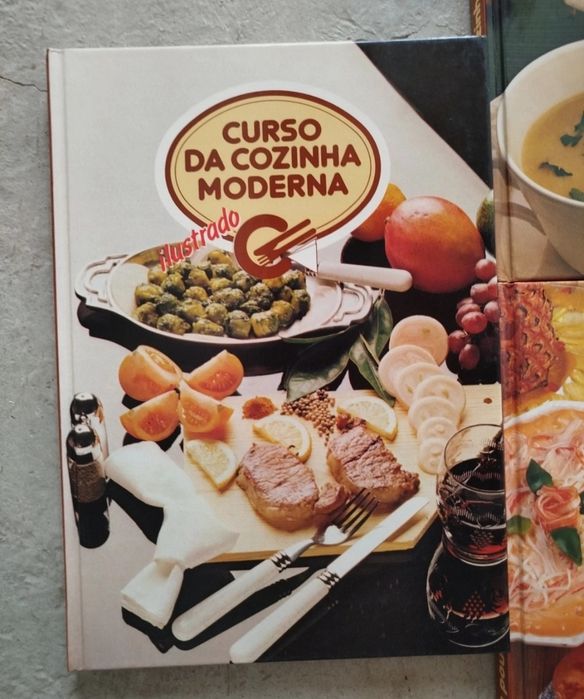 CURSO
DA COZINHA
MODERNA
ilustrado